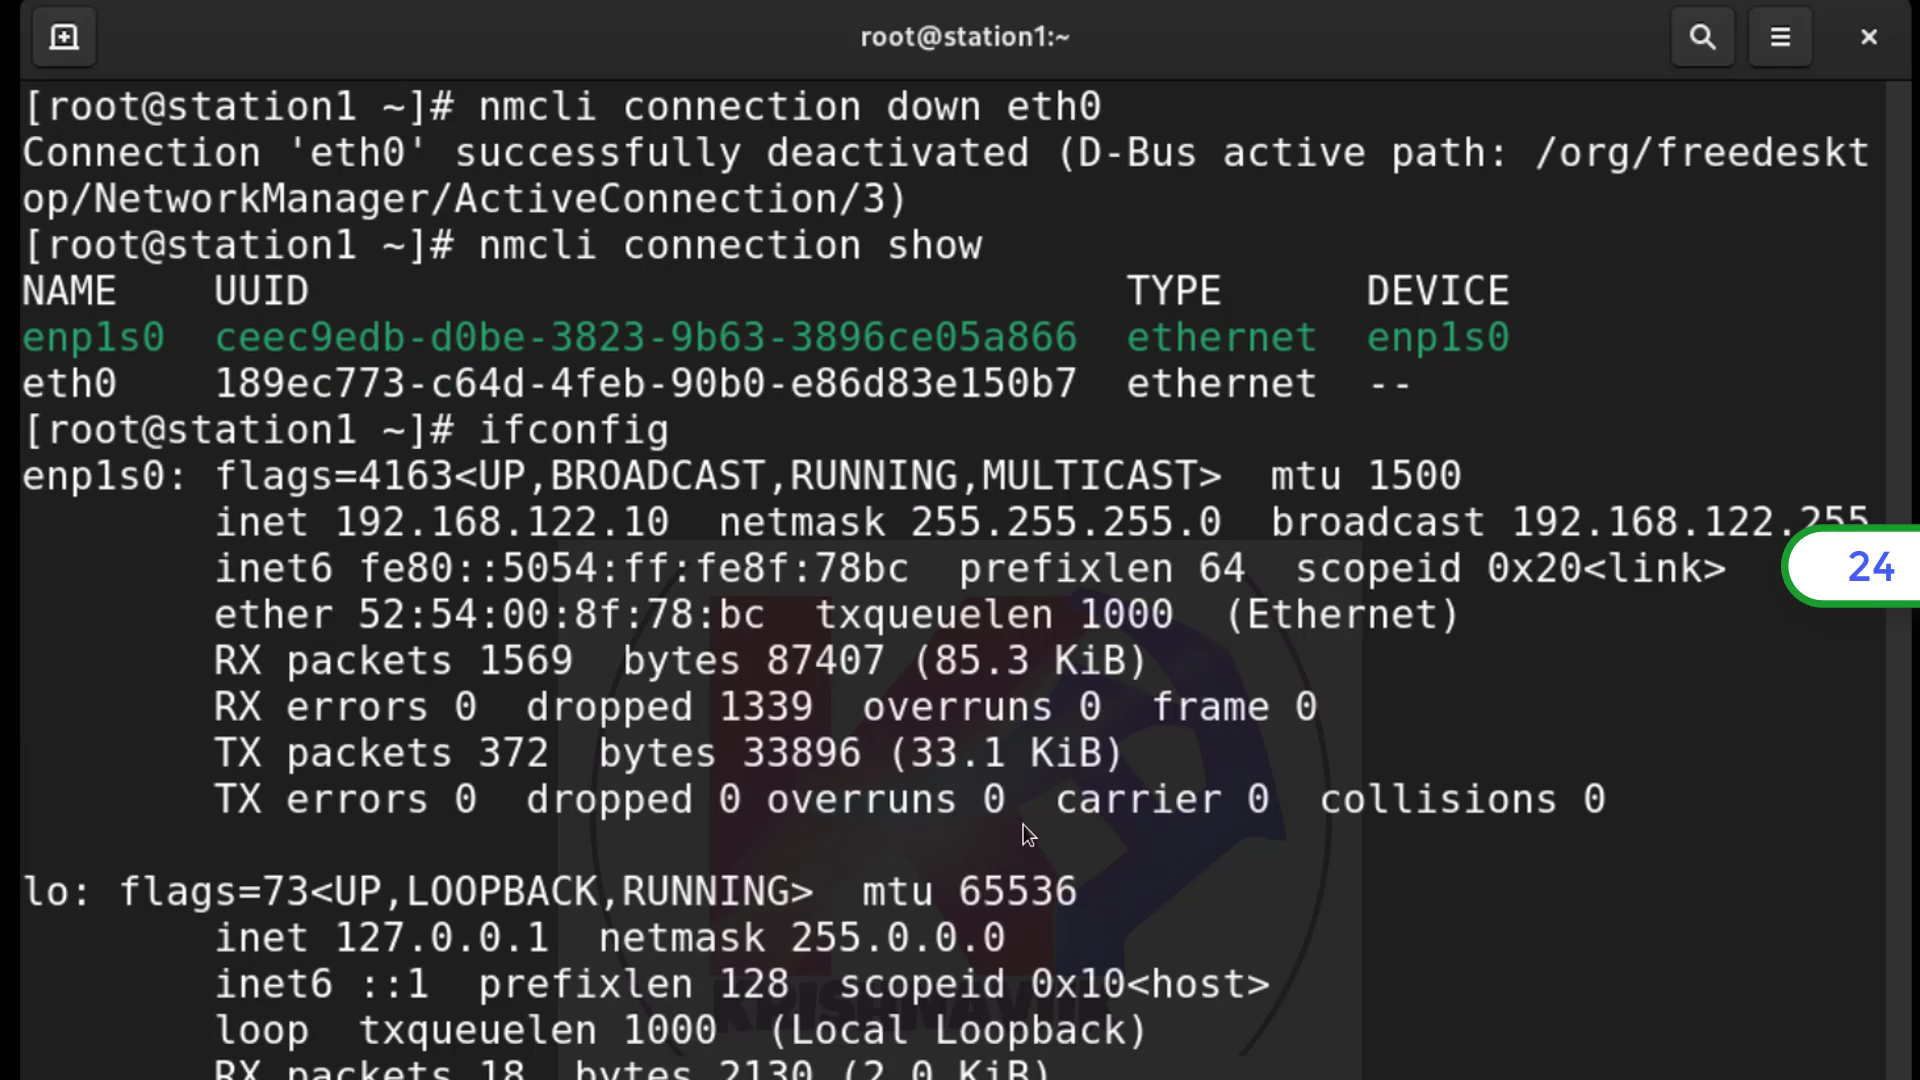 root@station1:~
[root@station1 ~]# nmcli connection down eth0
Connection 'eth0' successfully deactivated (D-Bus active path: /org/freedeskt
op/NetworkManager/ActiveConnection/3)
[root@station1 ~]# nmcli connection show
NAME    UUID                                  TYPE      DEVICE
enp1s0  ceec9edb-d0be-3823-9b63-3896ce05a866  ethernet  enp1s0
eth0    189ec773-c64d-4feb-90b0-e86d83e150b7  ethernet  --
[root@station1 ~]# ifconfig
enp1s0: flags=4163<UP,BROADCAST,RUNNING,MULTICAST>  mtu 1500
        inet 192.168.122.10  netmask 255.255.255.0  broadcast 192.168.122.255
        inet6 fe80::5054:ff:fe8f:78bc  prefixlen 64  scopeid 0x20<link>
24
        ether 52:54:00:8f:78:bc  txqueuelen 1000  (Ethernet)
        RX packets 1569  bytes 87407 (85.3 KiB)
        RX errors 0  dropped 1339  overruns 0  frame 0
        TX packets 372  bytes 33896 (33.1 KiB)
        TX errors 0  dropped 0 overruns 0  carrier 0  collisions 0
lo: flags=73<UP,LOOPBACK,RUNNING>  mtu 65536
        inet 127.0.0.1  netmask 255.0.0.0
        inet6 ::1  prefixlen 128  scopeid 0x10<host>
        loop  txqueuelen 1000  (Local Loopback)
        RX packets 18  bytes 2130 (2.0 KiB)